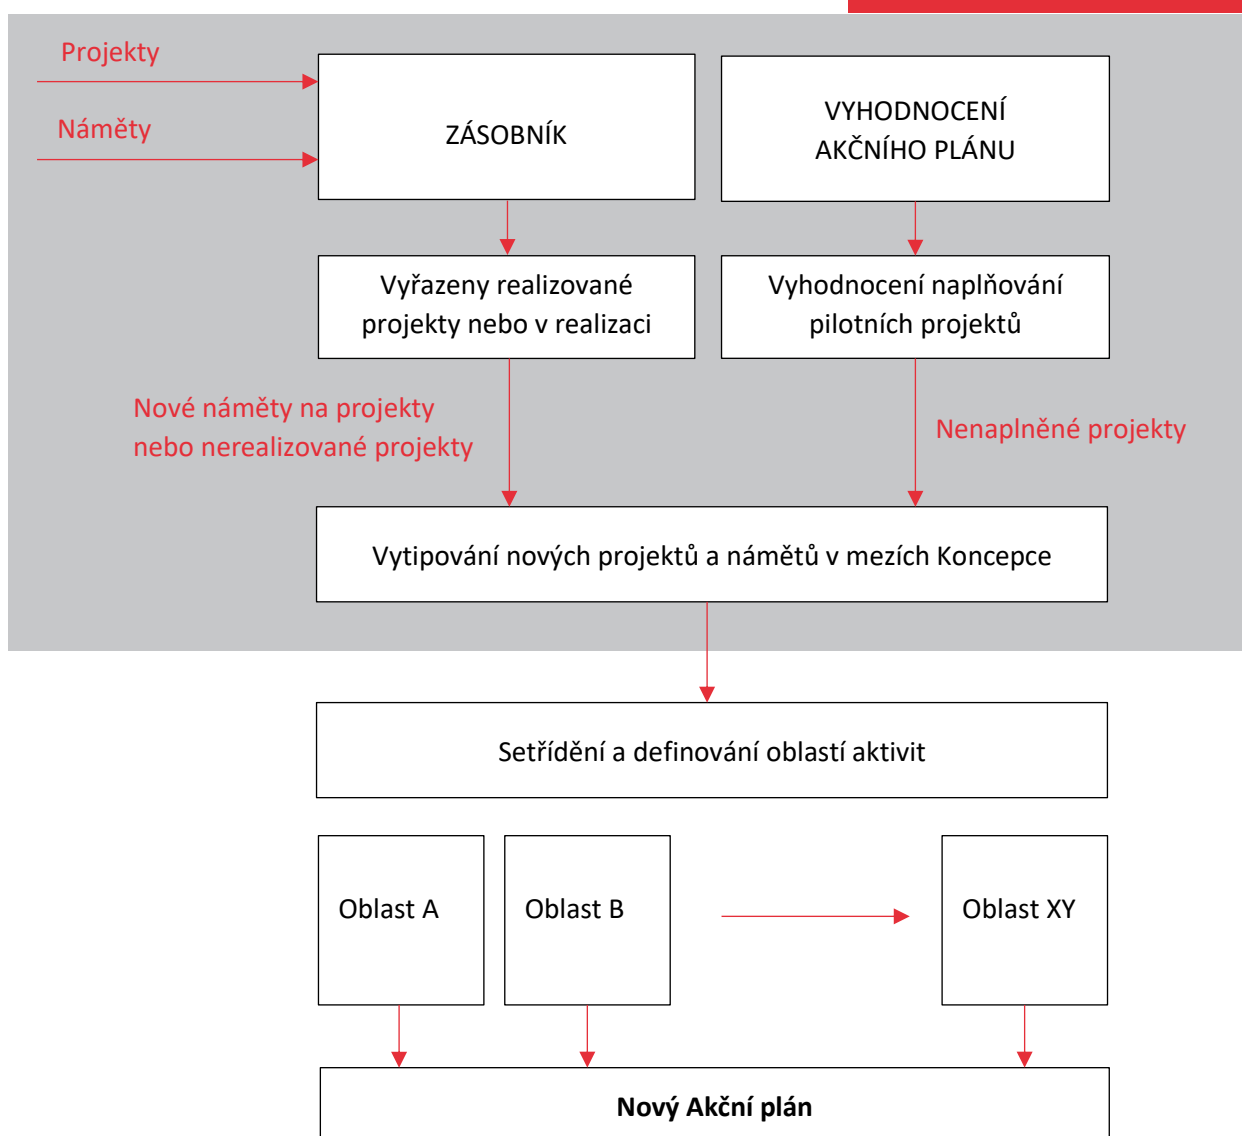 Projekty
Náměty
ZÁSOBNÍK
VYHODNOCENÍ
AKČNÍHO PLÁNU
Vyřazeny realizované
projekty nebo v realizaci
Vyhodnocení naplňování
pilotních projektů
Nové náměty na projekty
nebo nerealizované projekty
Nenaplněné projekty
Vytipování nových projektů a námětů v mezích Koncepce
Setřídění a definování oblastí aktivit
Oblast A
Oblast B
Oblast XY
Nový Akční plán